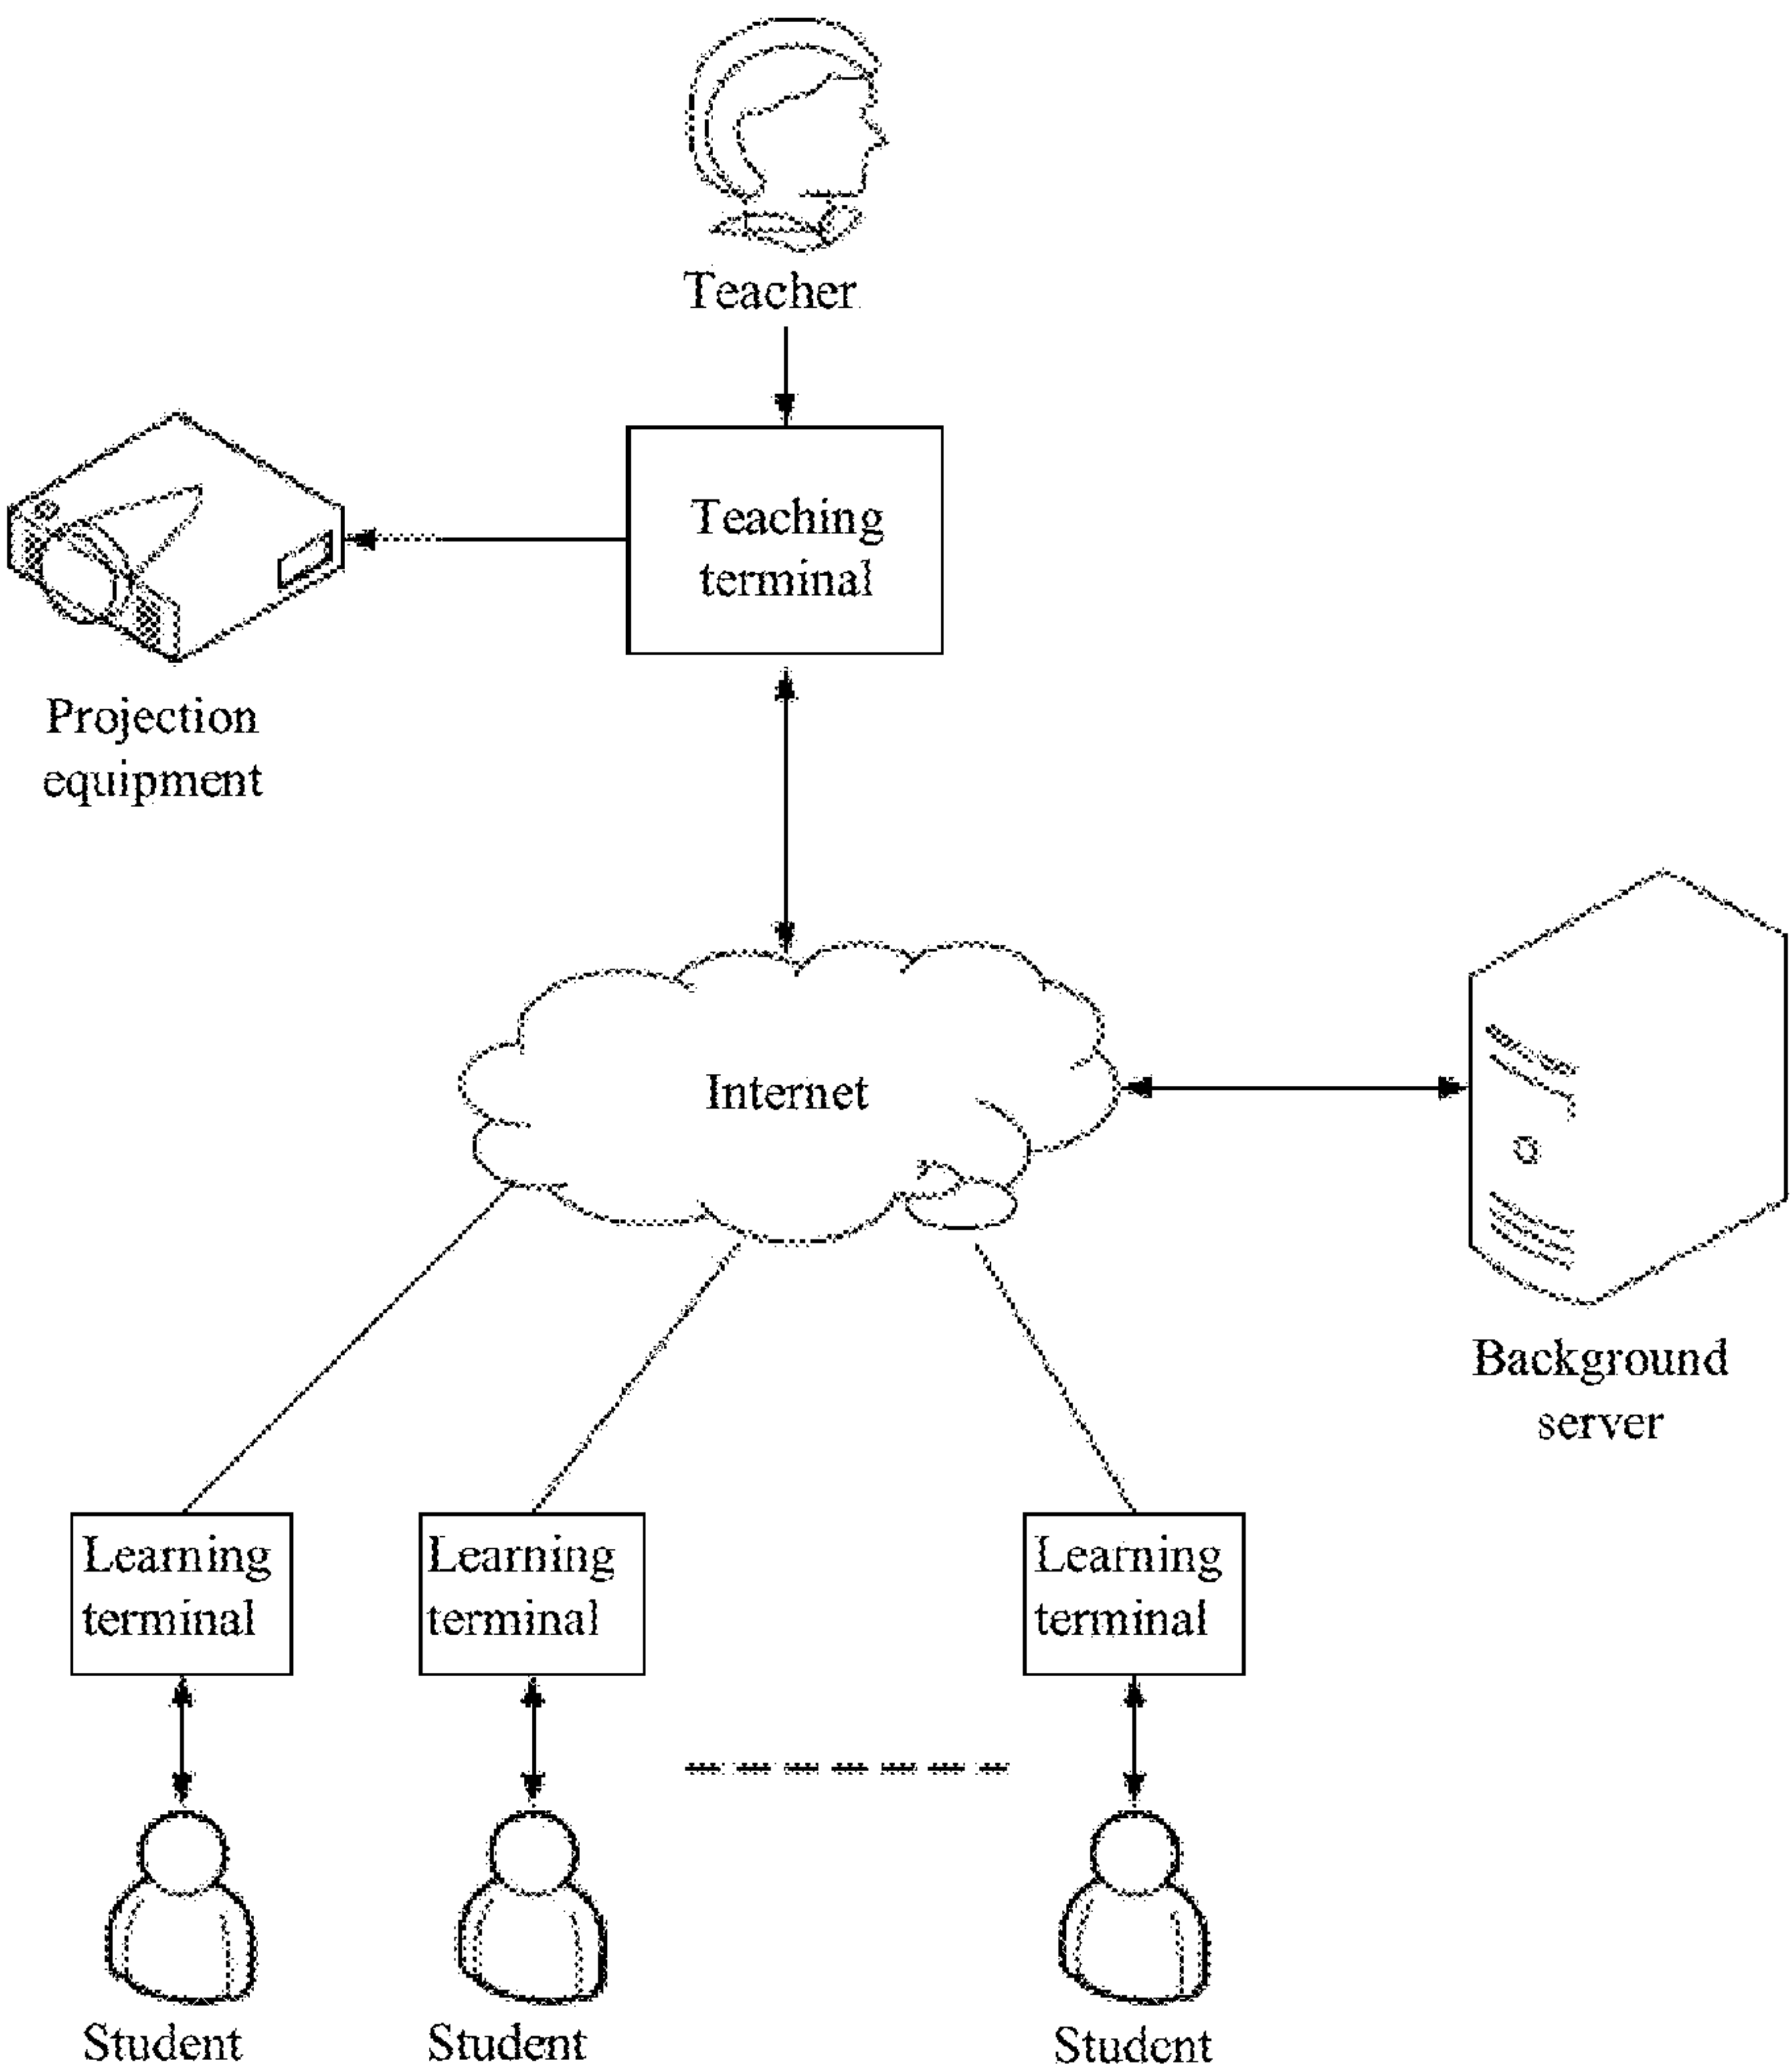 Teacher
Teaching
terminal
Projection
equipment
Internet
Background
server
Learning
terminal
Learning
terminal
Learning
terminal
Student
Student
Student